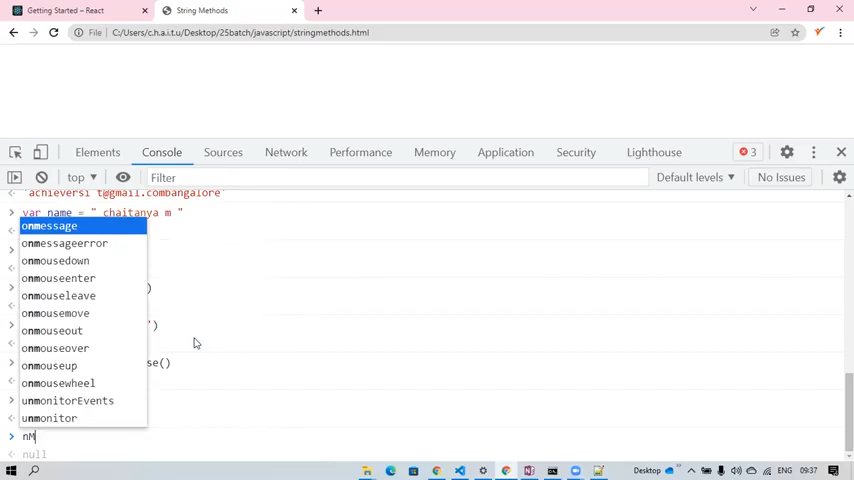 Getting Started – React
String Methods
File C:/Users/c.h.a.i.t.u/Desktop/25batch/javascript/stringmethods.html
Elements Console Sources Network Performance Memory Application Security Lighthouse 3
top Filter Default levels No Issues
'achieversi t@gmail.combangalore'
var name = " chaitanya m "
onmessage
onmessageerror
onmousedown
onmouseenter
)
onmouseleave
onmousemove
')
onmouseout
onmouseover
onmouseup
se()
onmousewheel
unmonitorEvents
unmonitor
nM
null
Desktop ENG 09:37